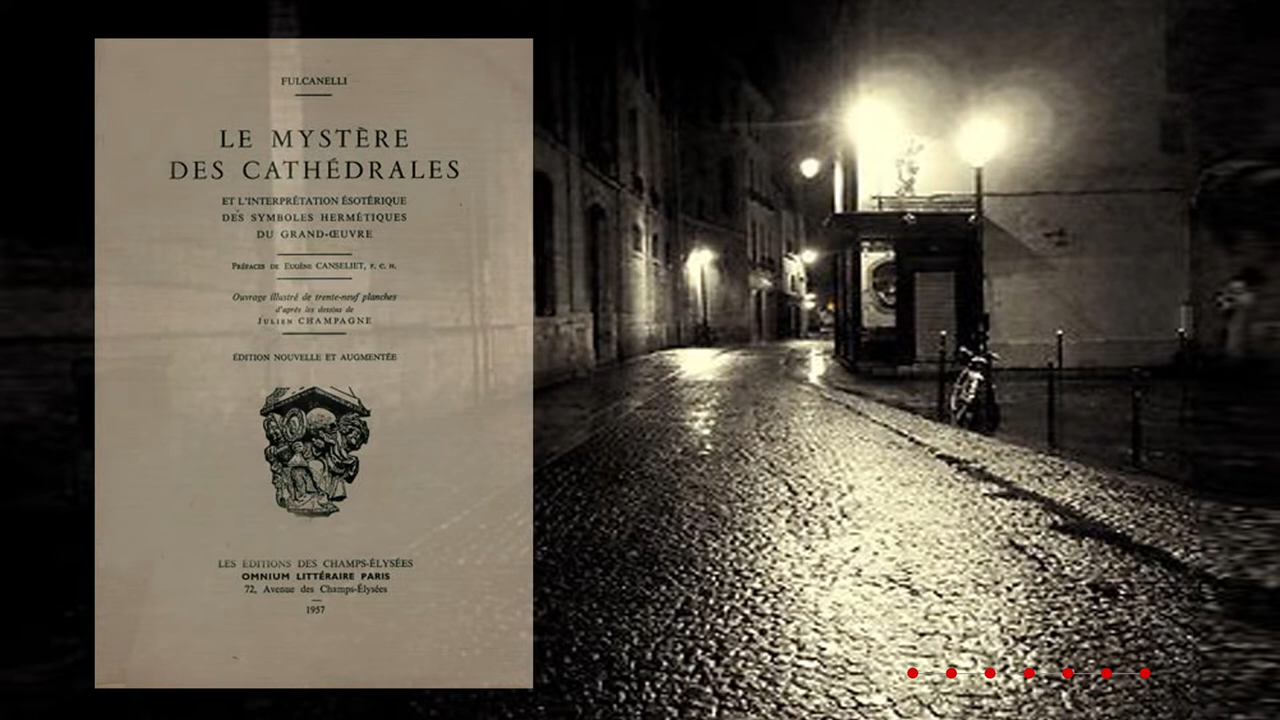 FULCANELLI
LE MYSTÈRE
DES CATHÉDRALES
ET L'INTERPRÉTATION ÉSOTÉRIQUE
DES SYMBOLES HERMÉTIQUES
DU GRAND-ŒUVRE
Préfaces de Eugène CANSELIET, F. C. H.
Ouvrage illustré de trente-neuf planches
d'après les dessins de
Julien CHAMPAGNE
ÉDITION NOUVELLE ET AUGMENTÉE
LES ÉDITIONS DES CHAMPS-ÉLYSÉES
OMNIUM LITTÉRAIRE PARIS
72, Avenue des Champs-Élysées
1957